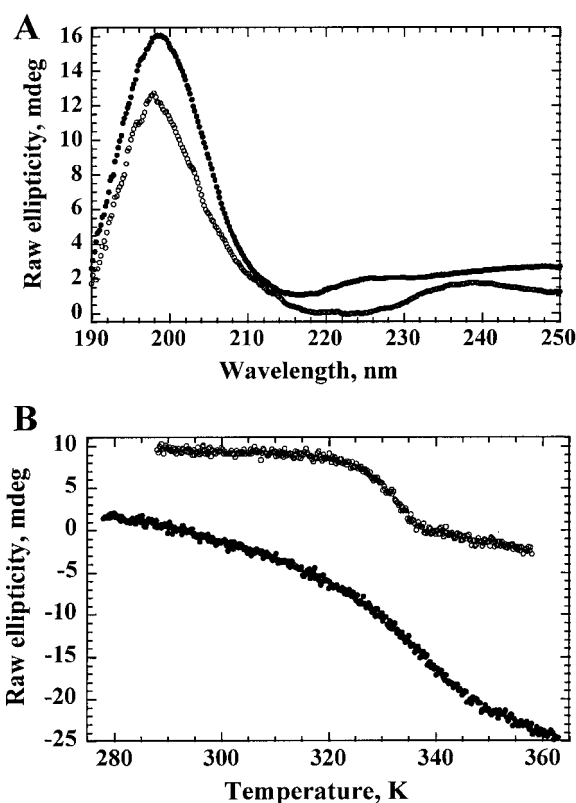 A
Raw ellipticity, mdeg
16
14
12
10
8
6
4
2
0
190 200 210 220 230 240 250
Wavelength, nm
B
Raw ellipticity, mdeg
10
5
0
-5
-10
-15
-20
-25
280 300 320 340 360
Temperature, K